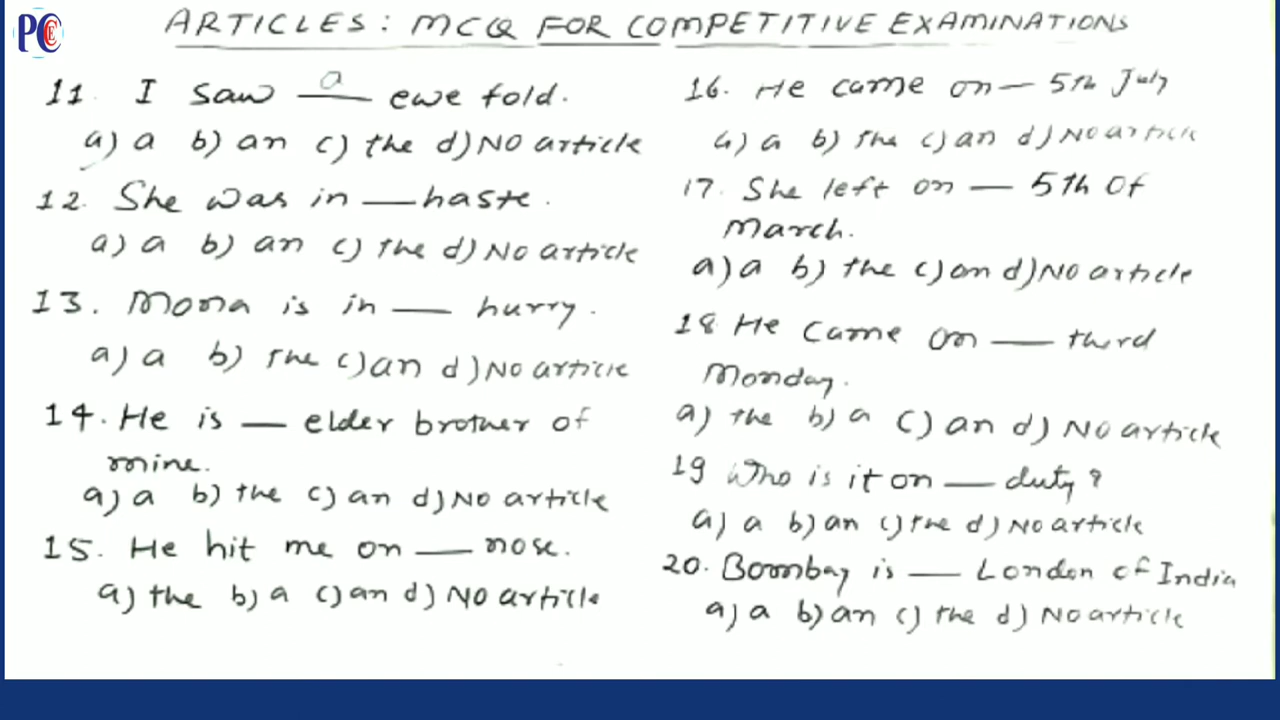 PCEC
ARTICLES: MCQ FOR COMPETITIVE EXAMINATIONS
11. I saw a ewe fold.
a) a b) an c) the d) NO article
12. She was in — haste.
a) a b) an c) the d) NO article
13. Mona is in — hurry.
a) a b) The c) an d) NO article
14. He is — elder brother of
mine.
a) a b) the c) an d) NO article
15. He hit me on — nose.
a) the b) a c) an d) NO article
16. He came on — 5th July
a) a b) the c) an d) NO article
17. She left on — 5th Of
March.
a) a b) the c) an d) NO article
18 He came on — third
Monday.
a) the b) a c) an d) NO article
19 Who is it on — duty?
a) a b) an c) the d) NO article
20. Bombay is — London of India
a) a b) an c) the d) NO article